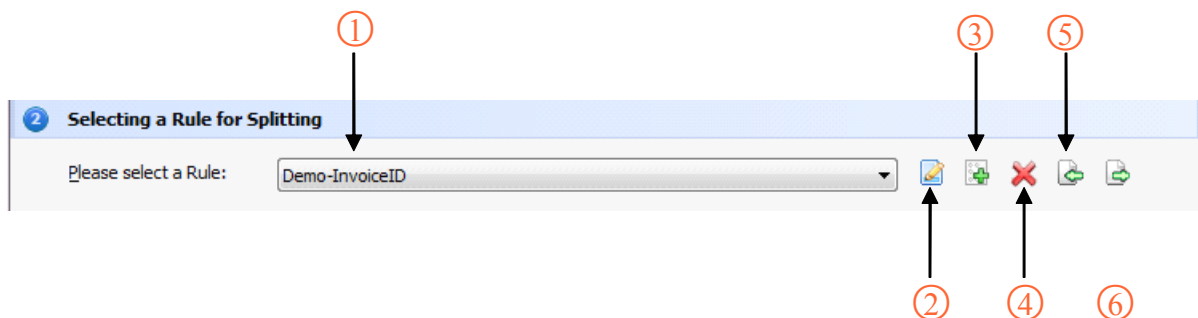 ① ③ ⑤
2 Selecting a Rule for Splitting
Please select a Rule: Demo-InvoiceID
② ④ ⑥